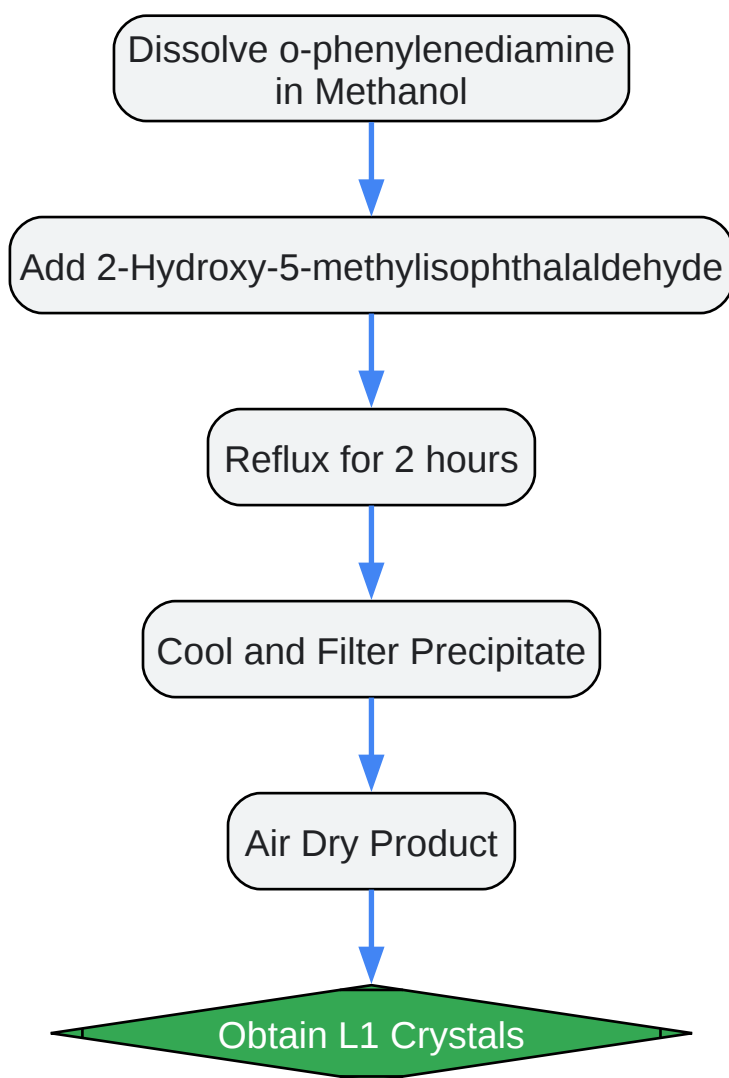 Dissolve o-phenylenediamine
in Methanol
Add 2-Hydroxy-5-methylisophthalaldehyde
Reflux for 2 hours
Cool and Filter Precipitate
Air Dry Product
Obtain L1 Crystals